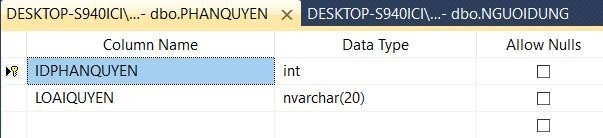 DESKTOP-S940ICI\...- dbo.PHANQUYEN DESKTOP-S940ICI\...- dbo.NGUOIDUNG
Column Name Data Type Allow Nulls
IDPHANQUYEN int
LOAIQUYEN nvarchar(20)